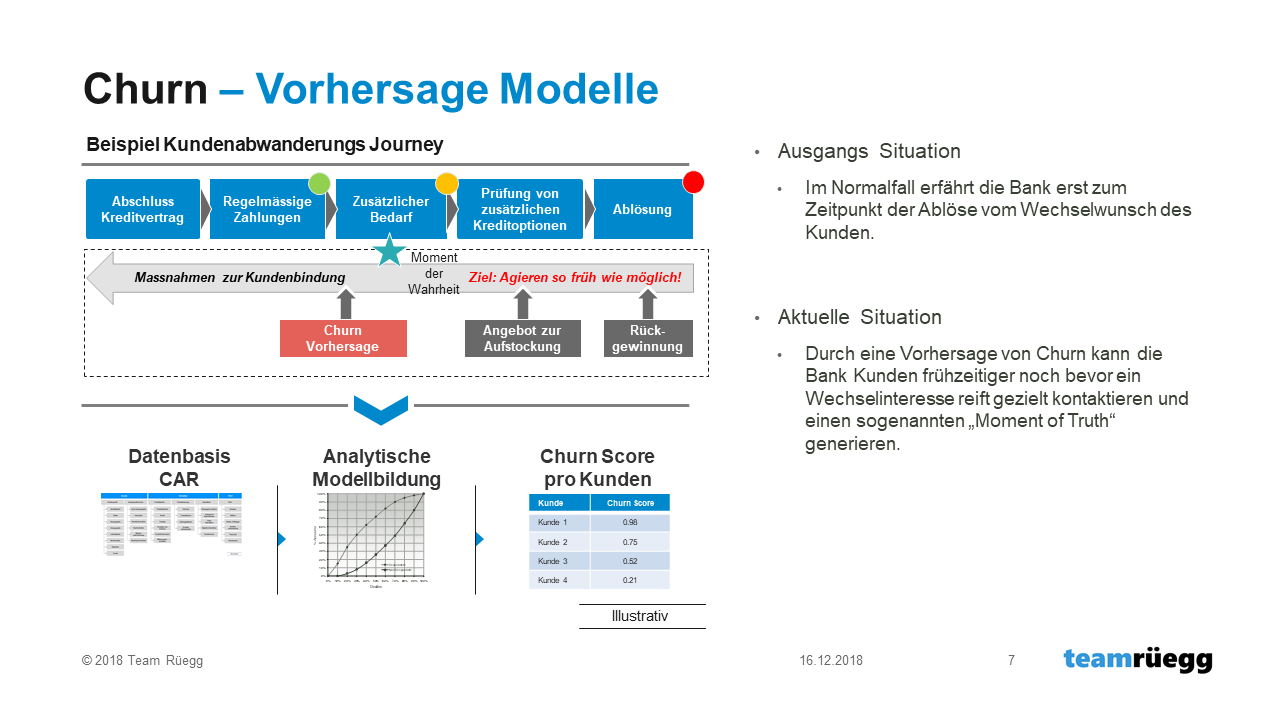 Churn – Vorhersage Modelle
Beispiel Kundenabwanderungs Journey
Abschluss
Kreditvertrag
Regelmässige
Zahlungen
Zusätzlicher
Bedarf
Prüfung von
zusätzlichen
Kreditoptionen
Ablösung
Massnahmen zur Kundenbindung
Moment
der
Wahrheit
Ziel: Agieren so früh wie möglich!
Churn
Vorhersage
Angebot zur
Aufstockung
Rück-
gewinnung
Datenbasis
CAR
Analytische
Modellbildung
Churn Score
pro Kunden
Kunde Churn Score
Kunde 1 0.98
Kunde 2 0.75
Kunde 3 0.52
Kunde 4 0.21
Illustrativ
• Ausgangs Situation
• Im Normalfall erfährt die Bank erst zum
Zeitpunkt der Ablöse vom Wechselwunsch des
Kunden.
• Aktuelle Situation
• Durch eine Vorhersage von Churn kann die
Bank Kunden frühzeitiger noch bevor ein
Wechselinteresse reift gezielt kontaktieren und
einen sogenannten „Moment of Truth“
generieren.
© 2018 Team Rüegg
16.12.2018
7
teamrüegg